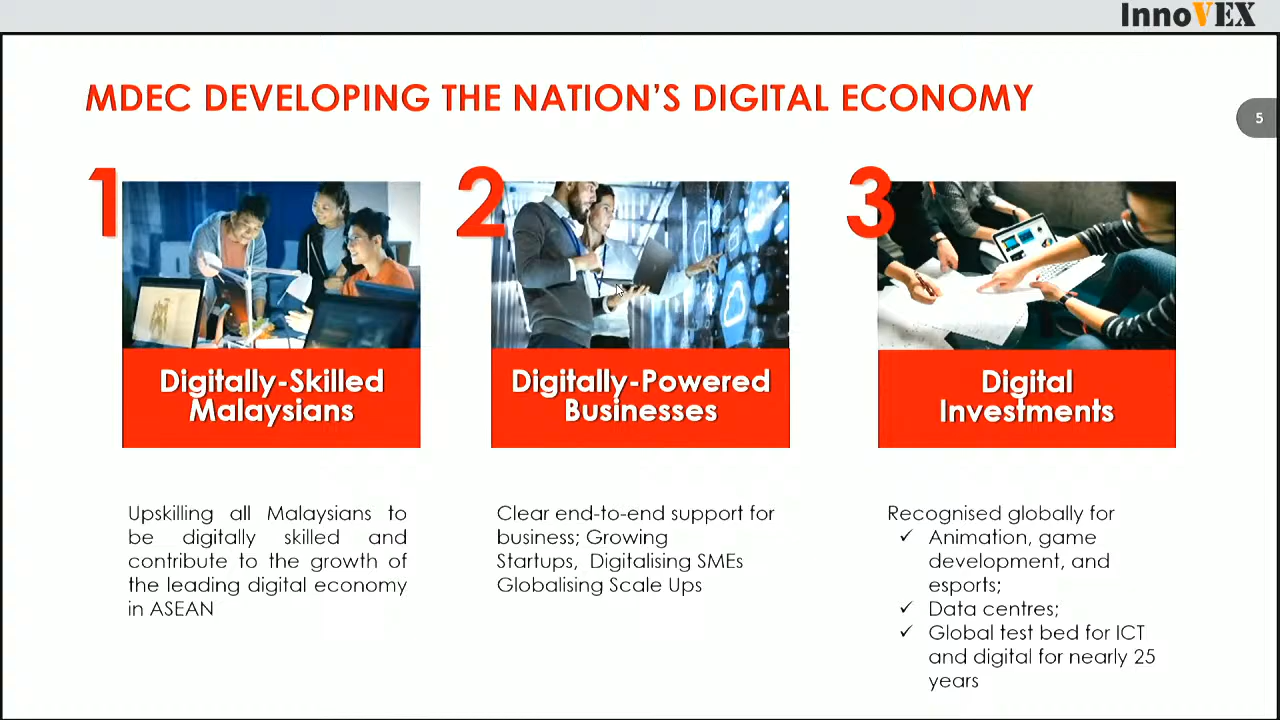 InnoVEX
MDEC DEVELOPING THE NATION'S DIGITAL ECONOMY
5
1
Digitally-Skilled
Malaysians
Upskilling all Malaysians to
be digitally skilled and
contribute to the growth of
the leading digital economy
in ASEAN
2
Digitally-Powered
Businesses
Clear end-to-end support for
business; Growing
Startups, Digitalising SMEs
Globalising Scale Ups
3
Digital
Investments
Recognised globally for
✓ Animation, game
development, and
esports;
✓ Data centres;
✓ Global test bed for ICT
and digital for nearly 25
years